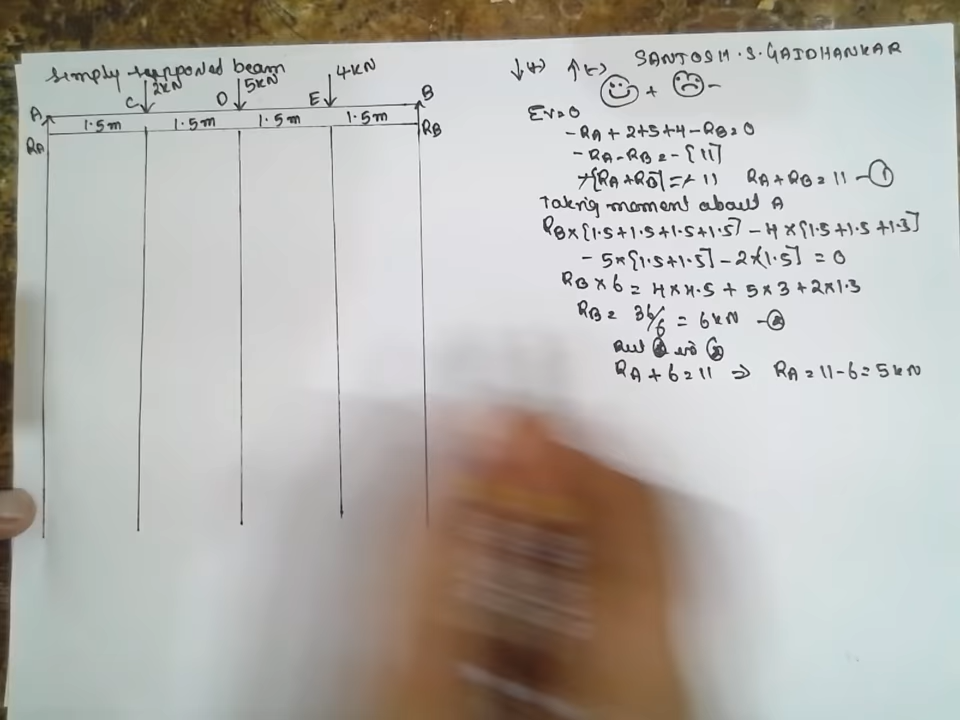 Simply supported beam
2kN 5kN 4kN
A C D E B
1.5m 1.5m 1.5m 1.5m
RA RB
SANTOSH.S.GAIDHANKAR
↓(+) ↑(-)
+ -
ΣV=0
-RA+2+5+4-RB=0
-RA-RB=-[11]
-[RA+RB]=-11 RA+RB=11 -①
Taking moment about A
RB×[1.5+1.5+1.5+1.5]-4×[1.5+1.5+1.5]
-5×[1.5+1.5]-2×[1.5]=0
RB×6=4×4.5+5×3+2×1.5
RB=36/6=6kN -②
Put ② in ①
RA+6=11 ⇒ RA=11-6=5kN